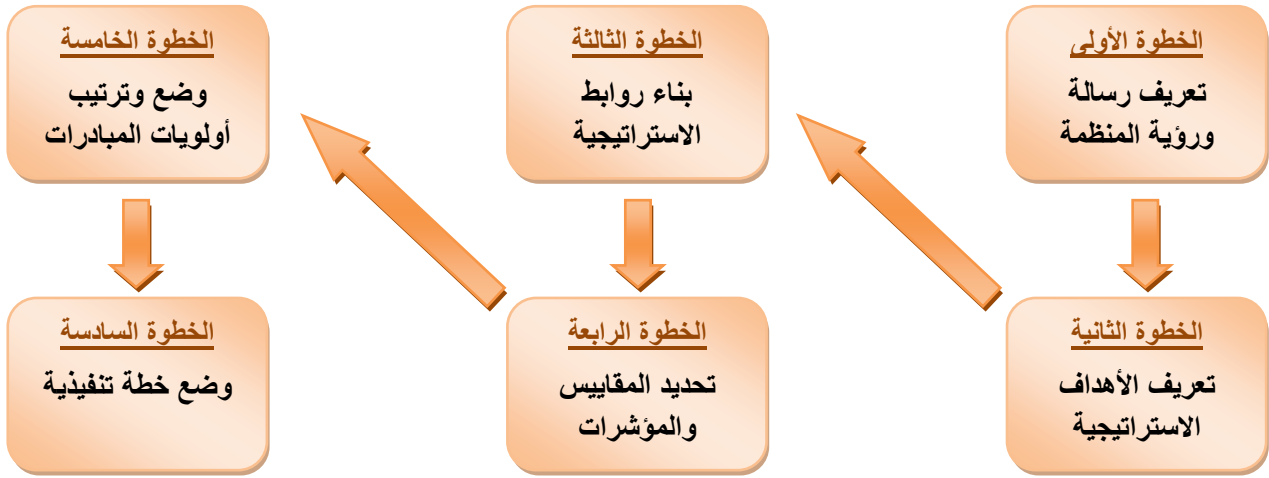 الخطوة الأولى
تعريف رسالة
ورؤية المنظمة
الخطوة الثانية
تعريف الأهداف
الاستراتيجية
الخطوة الثالثة
بناء روابط
الاستراتيجية
الخطوة الرابعة
تحديد المقاييس
والمؤشرات
الخطوة الخامسة
وضع وترتيب
أولويات المبادرات
الخطوة السادسة
وضع خطة تنفيذية